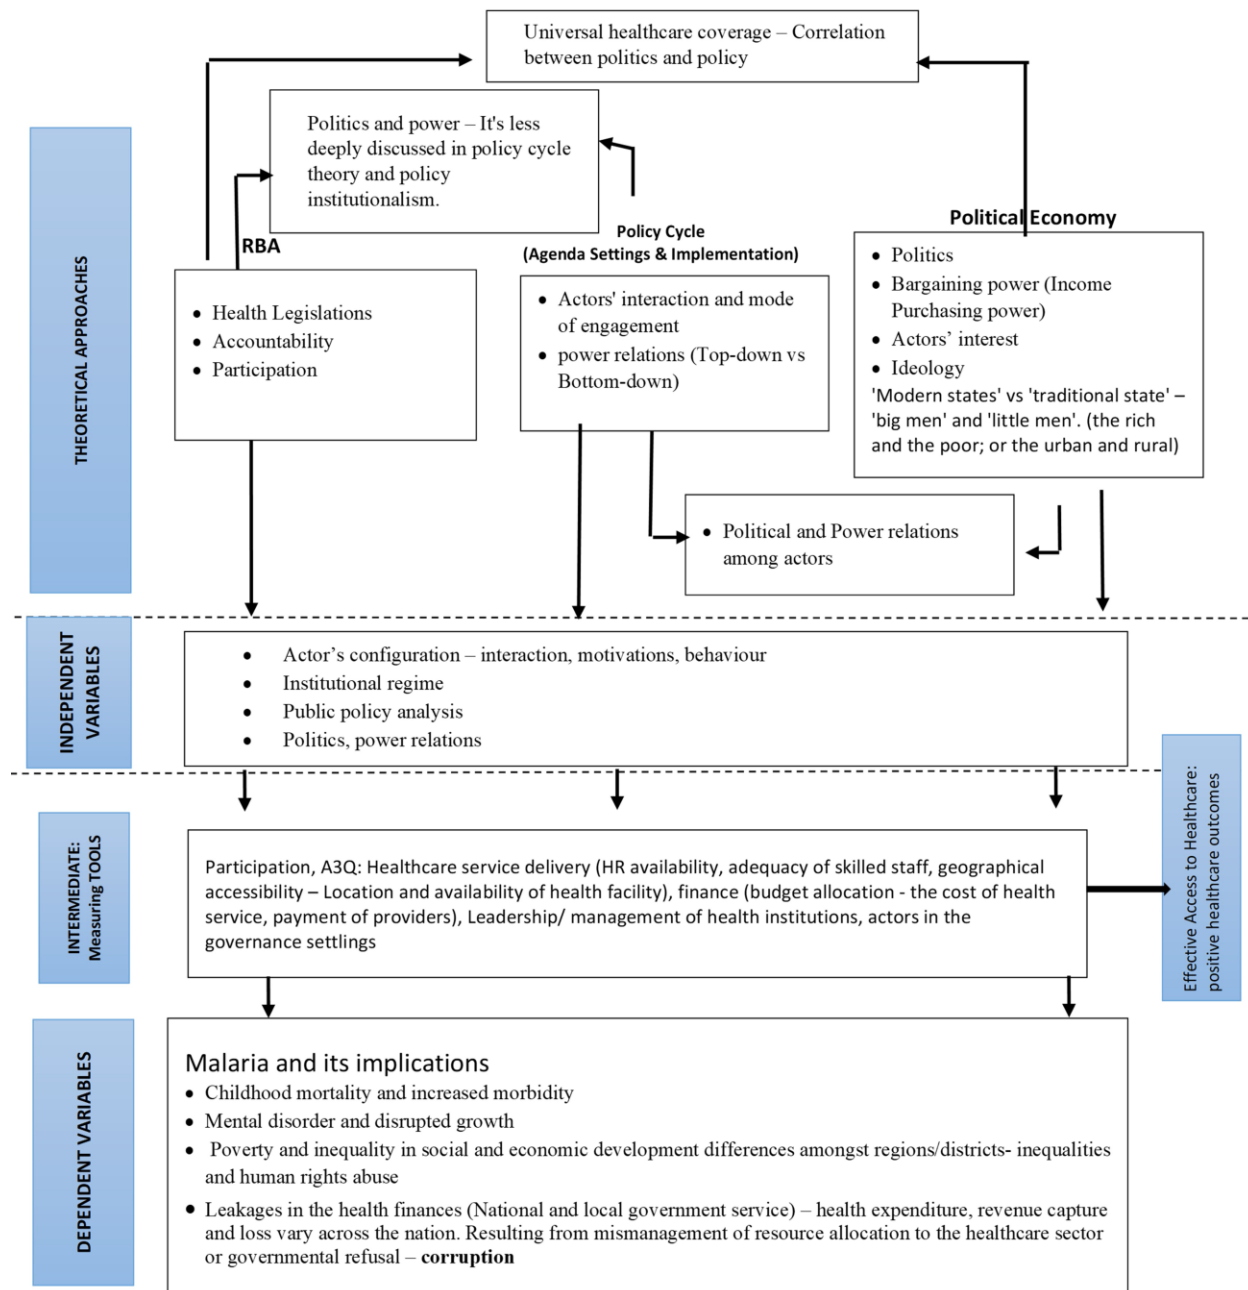 Universal healthcare coverage – Correlation
between politics and policy
Politics and power – It's less
deeply discussed in policy cycle
theory and policy
institutionalism.
THEORETICAL APPROACHES
RBA
Policy Cycle
(Agenda Settings & Implementation)
Political Economy
• Health Legislations
• Accountability
• Participation
• Actors' interaction and mode
of engagement
• power relations (Top-down vs
Bottom-down)
• Politics
• Bargaining power (Income
Purchasing power)
• Actors' interest
• Ideology
'Modern states' vs 'traditional state' –
'big men' and 'little men'. (the rich
and the poor; or the urban and rural)
• Political and Power relations
among actors
INDEPENDENT
VARIABLES
• Actor's configuration – interaction, motivations, behaviour
• Institutional regime
• Public policy analysis
• Politics, power relations
INTERMEDIATE:
Measuring TOOLS
Participation, A3Q: Healthcare service delivery (HR availability, adequacy of skilled staff, geographical
accessibility – Location and availability of health facility), finance (budget allocation - the cost of health
service, payment of providers), Leadership/ management of health institutions, actors in the
governance settlings
Effective Access to Healthcare:
positive healthcare outcomes
DEPENDENT VARIABLES
Malaria and its implications
• Childhood mortality and increased morbidity
• Mental disorder and disrupted growth
• Poverty and inequality in social and economic development differences amongst regions/districts- inequalities
and human rights abuse
• Leakages in the health finances (National and local government service) – health expenditure, revenue capture
and loss vary across the nation. Resulting from mismanagement of resource allocation to the healthcare sector
or governmental refusal – corruption